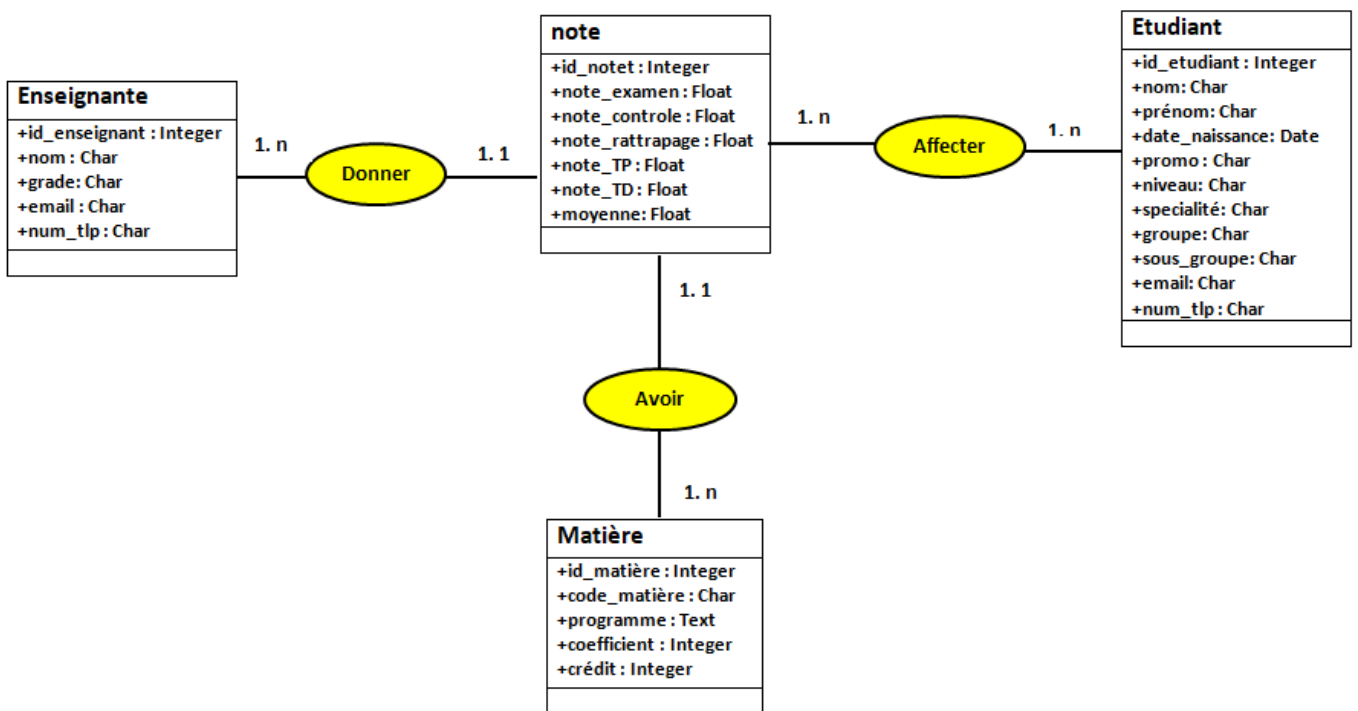 Enseignante
+id_enseignant : Integer
+nom : Char
+grade: Char
+email : Char
+num_tlp : Char
1. n
Donner
1. 1
note
+id_notet : Integer
+note_examen : Float
+note_controle : Float
+note_rattrapage : Float
+note_TP : Float
+note_TD : Float
+moyenne: Float
1. n
Affecter
1. n
Etudiant
+id_etudiant : Integer
+nom: Char
+prénom: Char
+date_naissance: Date
+promo : Char
+niveau: Char
+specialité: Char
+groupe: Char
+sous_groupe: Char
+email: Char
+num_tlp : Char
1. 1
Avoir
1. n
Matière
+id_matière : Integer
+code_matière : Char
+programme : Text
+coefficient : Integer
+crédit : Integer